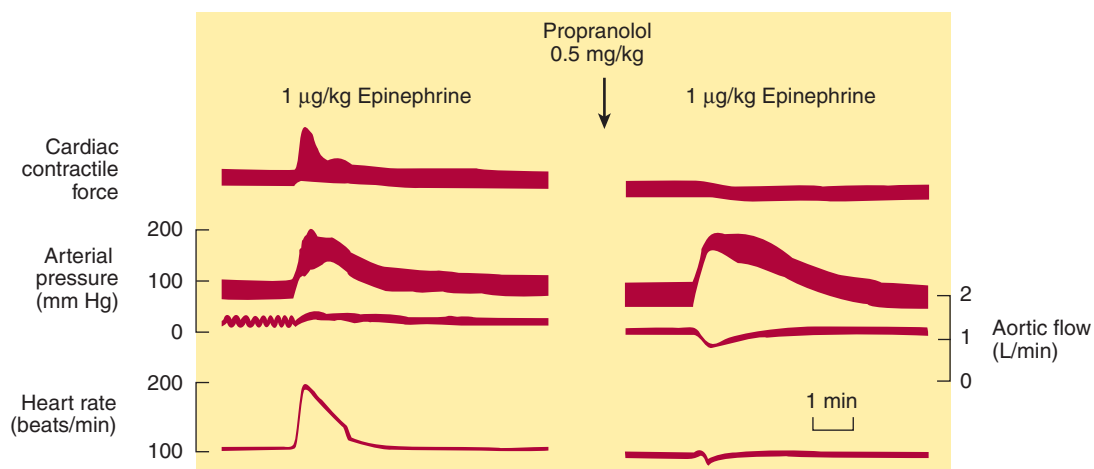 Propranolol
0.5 mg/kg
1 μg/kg Epinephrine
1 μg/kg Epinephrine
Cardiac
contractile
force
Arterial
pressure
(mm Hg)
200
100
0
2
1
0
Aortic flow
(L/min)
Heart rate
(beats/min)
200
100
1 min